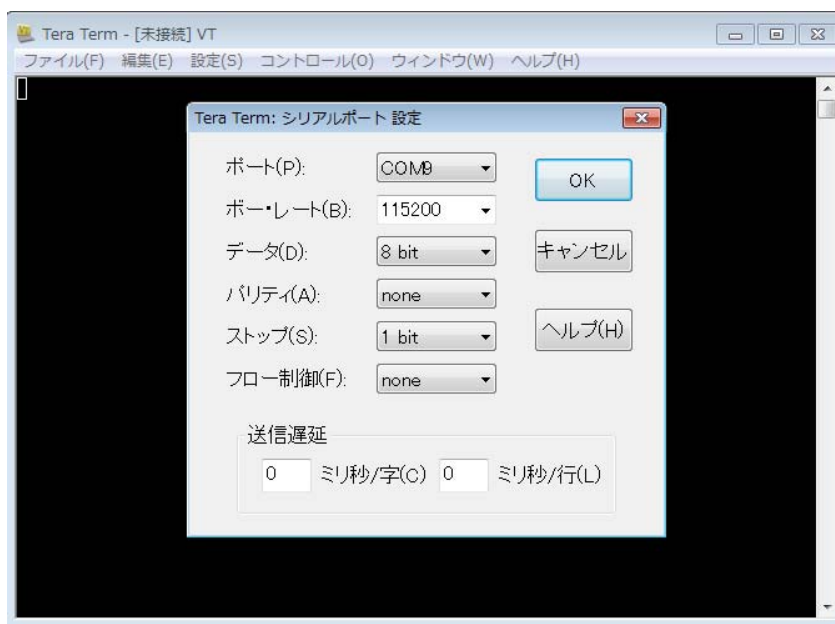 Tera Term - [未接続] VT
ファイル(F) 編集(E) 設定(S) コントロール(O) ウィンドウ(W) ヘルプ(H)
Tera Term: シリアルポート 設定
ポート(P): COM9 OK
ボー・レート(B): 115200
データ(D): 8 bit キャンセル
パリティ(A): none
ストップ(S): 1 bit ヘルプ(H)
フロー制御(F): none
送信遅延
0 ミリ秒/字(C) 0 ミリ秒/行(L)